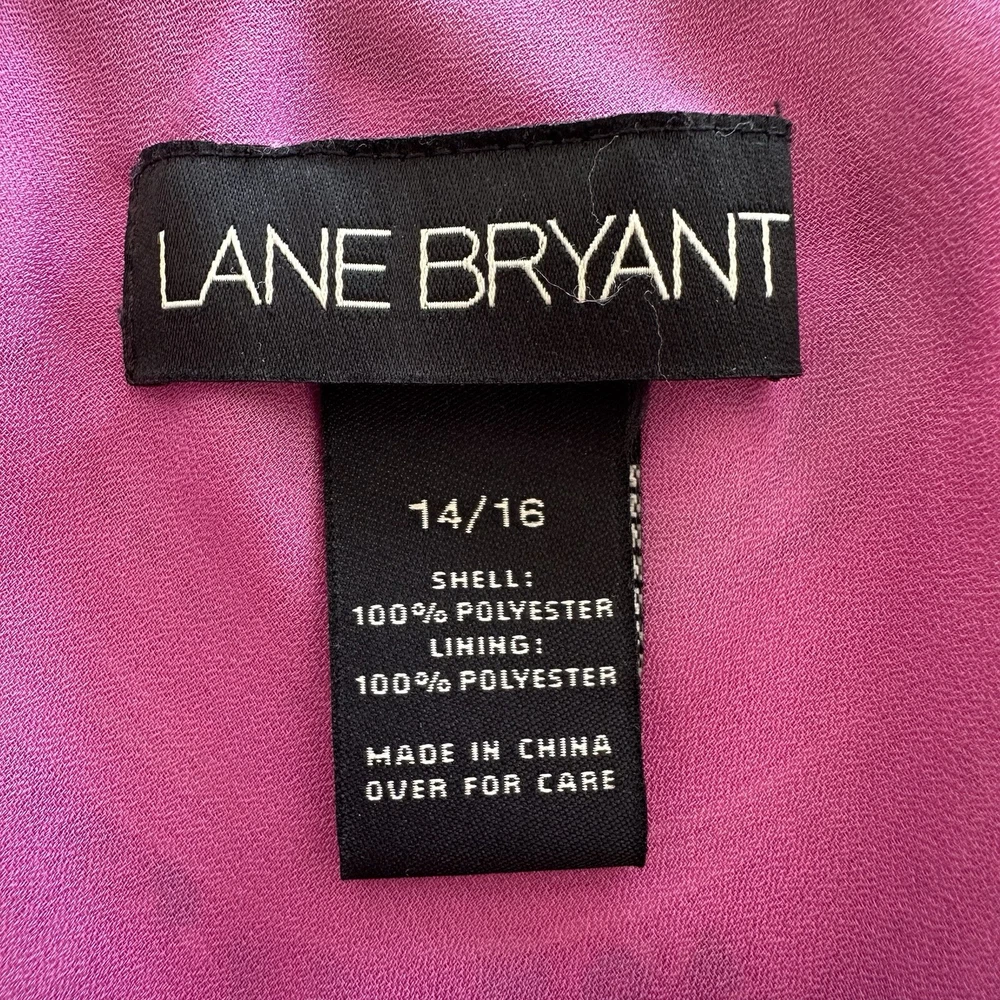 LANE BRYANT
14/16
SHELL:
100% POLYESTER
LINING:
100% POLYESTER
MADE IN CHINA
OVER FOR CARE